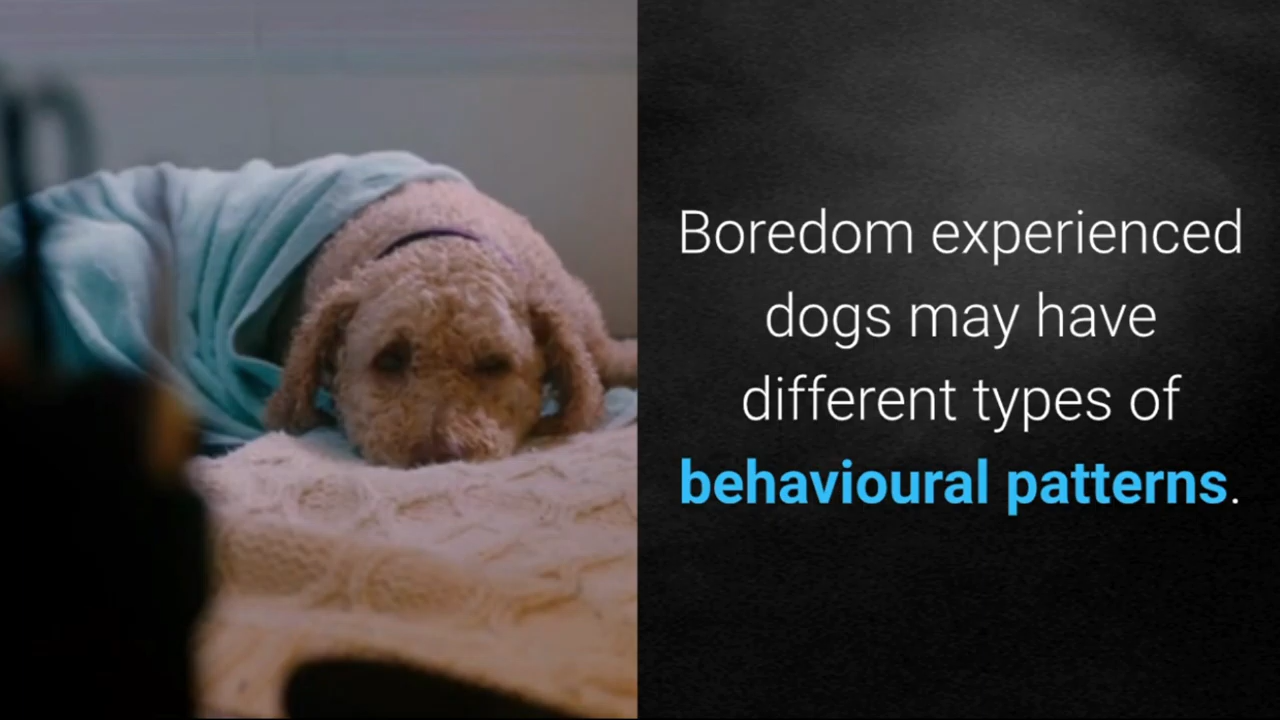 Boredom experienced
dogs may have
different types of
behavioural patterns.